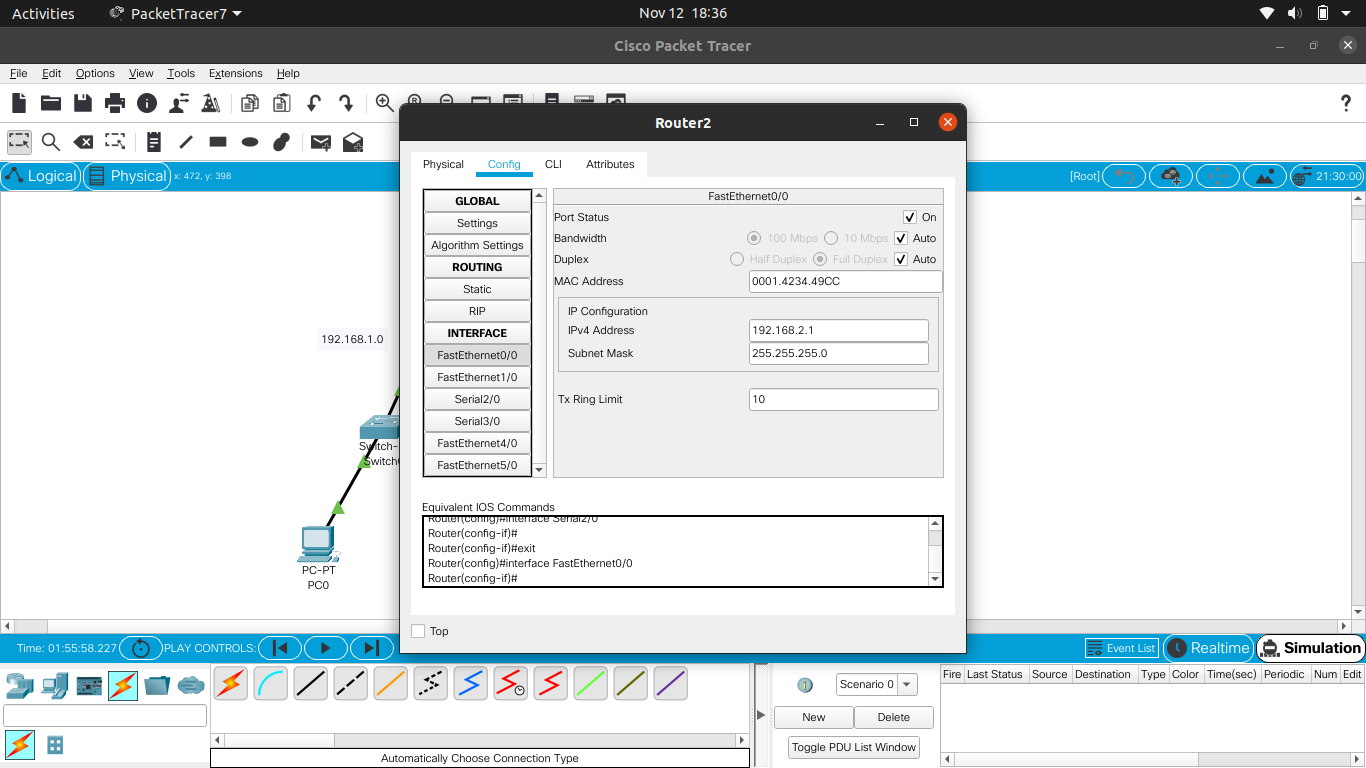 Activities PacketTracer7 Nov 12 18:36
Cisco Packet Tracer
File Edit Options View Tools Extensions Help
Router2
Physical Config CLI Attributes
Logical Physical x: 472, y: 398 [Root] 21:30:00
GLOBAL
Settings
Algorithm Settings
ROUTING
Static
RIP
INTERFACE
FastEthernet0/0
FastEthernet1/0
Serial2/0
Serial3/0
FastEthernet4/0
FastEthernet5/0
FastEthernet0/0
Port Status On
Bandwidth 100 Mbps 10 Mbps Auto
Duplex Half Duplex Full Duplex Auto
MAC Address 0001.4234.49CC
IP Configuration
IPv4 Address 192.168.2.1
Subnet Mask 255.255.255.0
Tx Ring Limit 10
Equivalent IOS Commands
Router(config)#interface Serial2/0
Router(config-if)#
Router(config-if)#exit
Router(config)#interface FastEthernet0/0
Router(config-if)#
Top
192.168.1.0
Switch-
Switch
PC-PT
PC0
Time: 01:55:58.227 PLAY CONTROLS: Event List Realtime Simulation
Scenario 0
New Delete
Toggle PDU List Window
Fire Last Status Source Destination Type Color Time(sec) Periodic Num Edit
Automatically Choose Connection Type